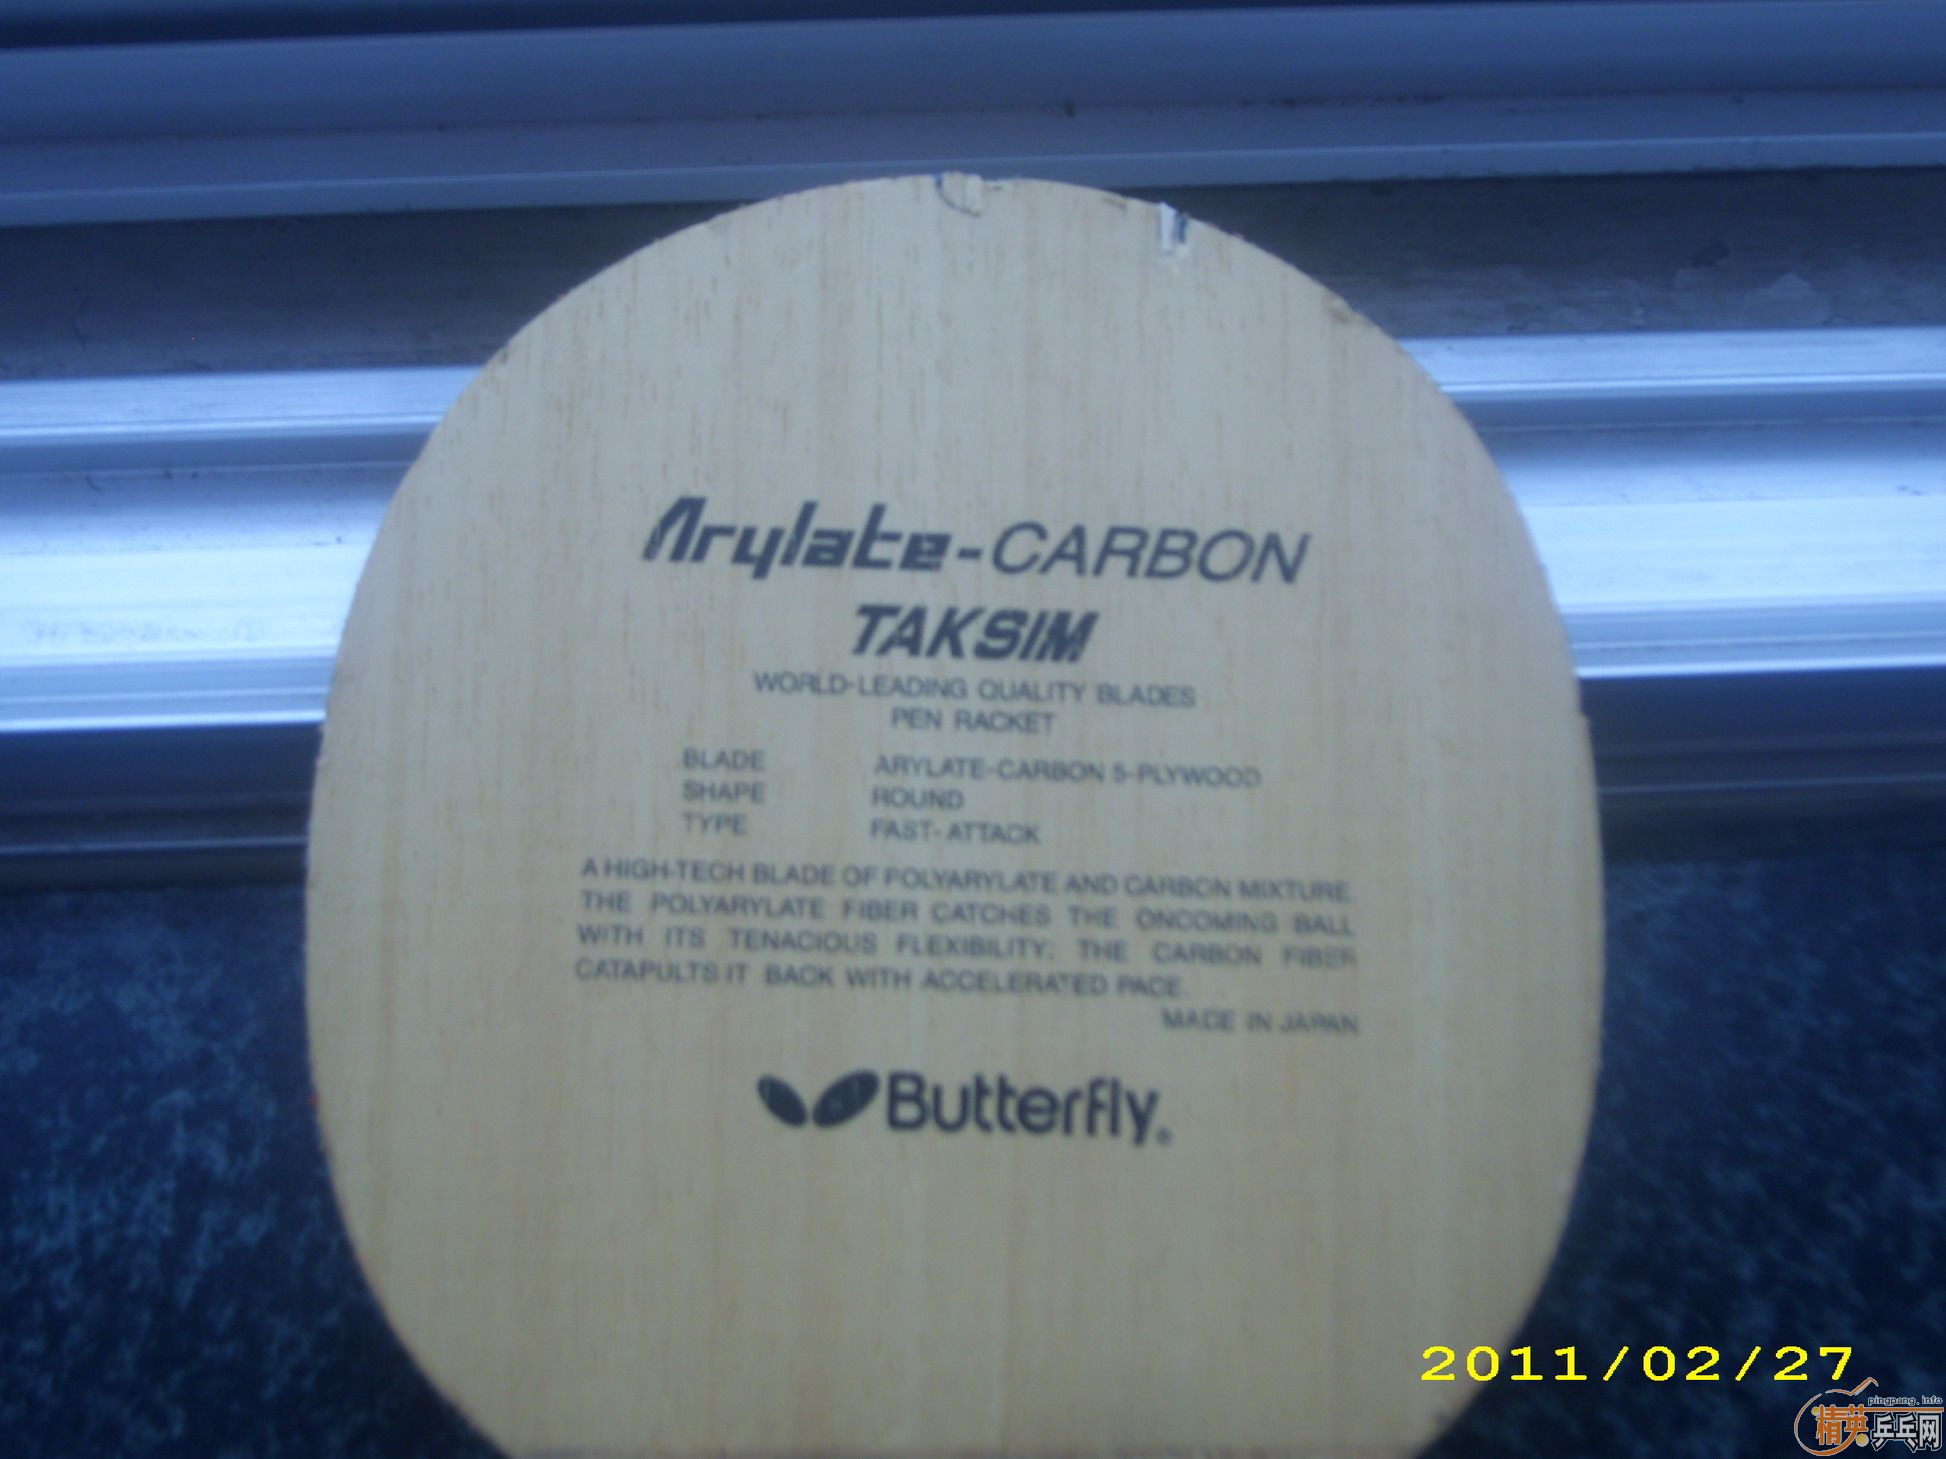 Arylate-CARBON
TAKSIM
WORLD-LEADING QUALITY BLADES
PEN RACKET
BLADE ARYLATE-CARBON 5-PLYWOOD
SHAPE ROUND
TYPE FAST-ATTACK
A HIGH-TECH BLADE OF POLYARYLATE AND CARBON MIXTURE.
THE POLYARYLATE FIBER CATCHES THE ONCOMING BALL
WITH ITS TENACIOUS FLEXIBILITY; THE CARBON FIBER
CATAPULTS IT BACK WITH ACCELERATED PACE.
MADE IN JAPAN
Butterfly®
2011/02/27
pingpang.info
精英乒乓网